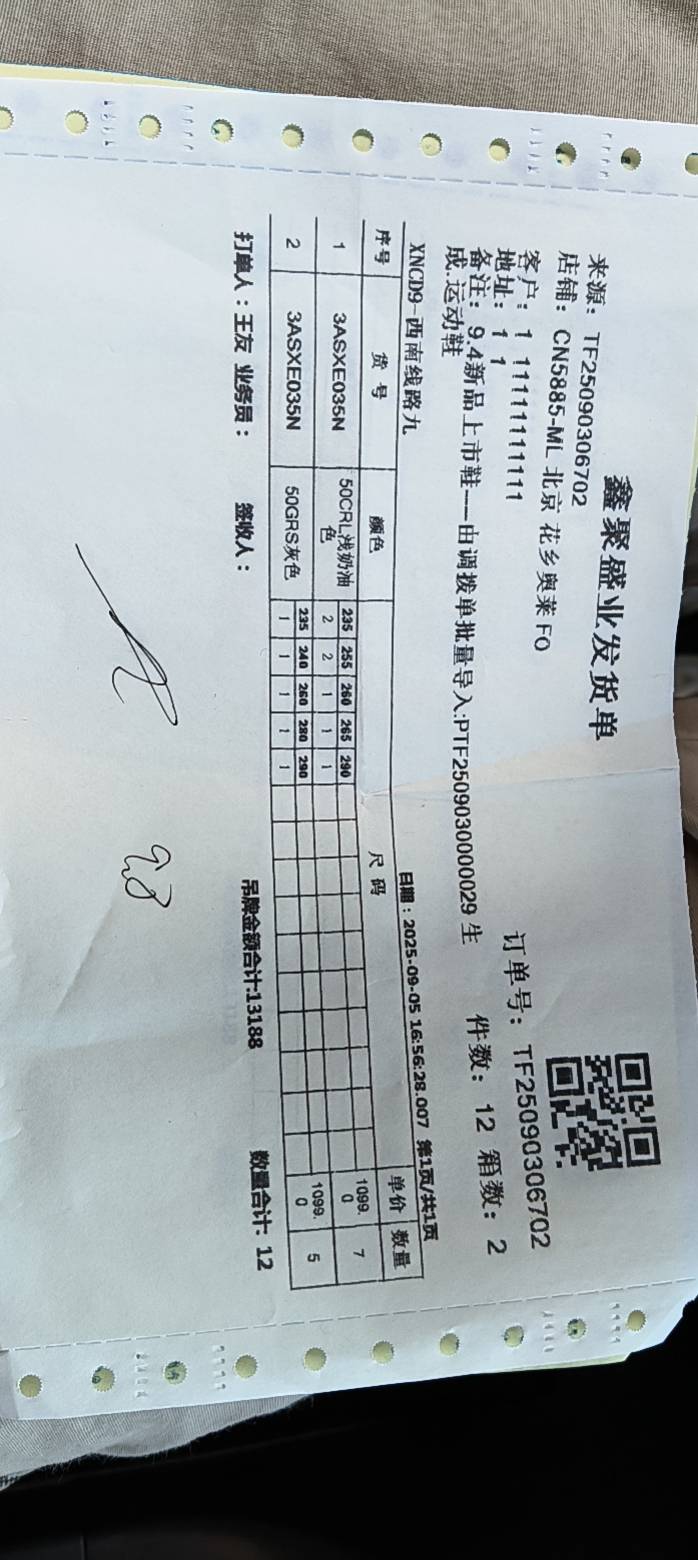 鑫聚盛业发货单
来源: TF25090306702
订单号: TF25090306702
店铺: CN5885-ML 北京 花乡奥莱 FO
客户: 1 11111111111
件数: 12 箱数: 2
地址: 1 1
备注: 9.4新品上市鞋——由调拨单批量导入:PTF2509030000029 生
成.运动鞋
XNCD9-西南线路九
日期:2025-09-05 16:56:28.007 第1页/共1页
序号 货 号 颜色 尺 码 单价 数量
1 3ASXE035N 50CRL浅奶油色 235 255 260 265 290 1099.0 7
2 2 1 1 1
2 3ASXE035N 50GRS灰色 235 240 260 280 290 1099.0 5
1 1 1 1 1
打单人:王友 业务员: 签收人: 吊牌金额合计:13188 数量合计: 12